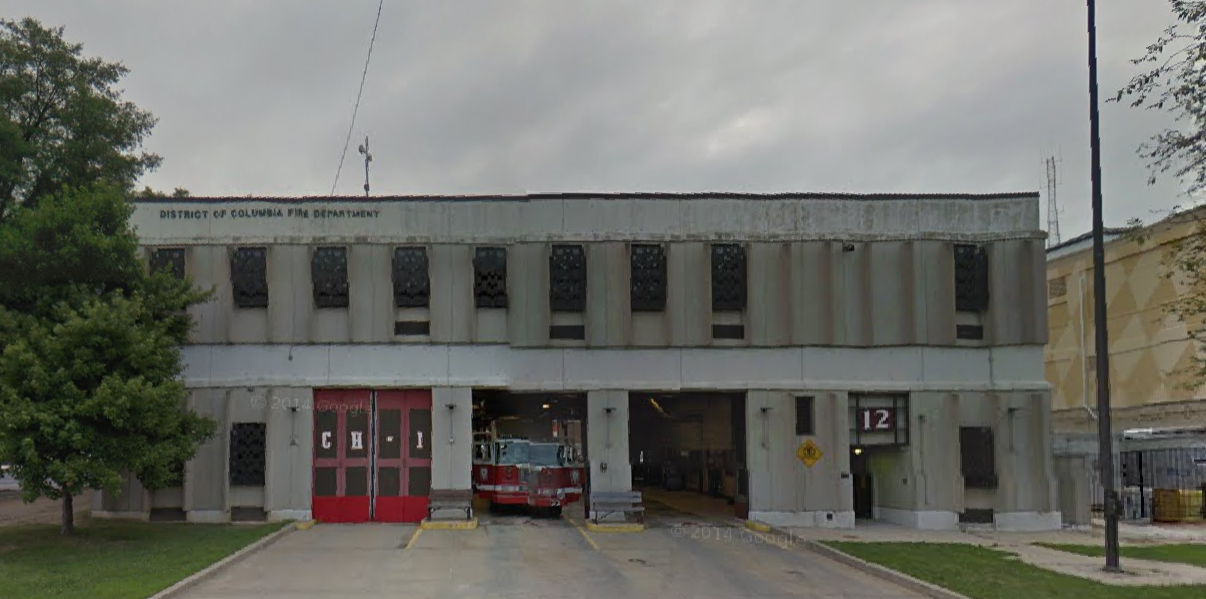 DISTRICT OF COLUMBIA FIRE DEPARTMENT
© 2014 Google
CH - 1
12
© 2014 Google